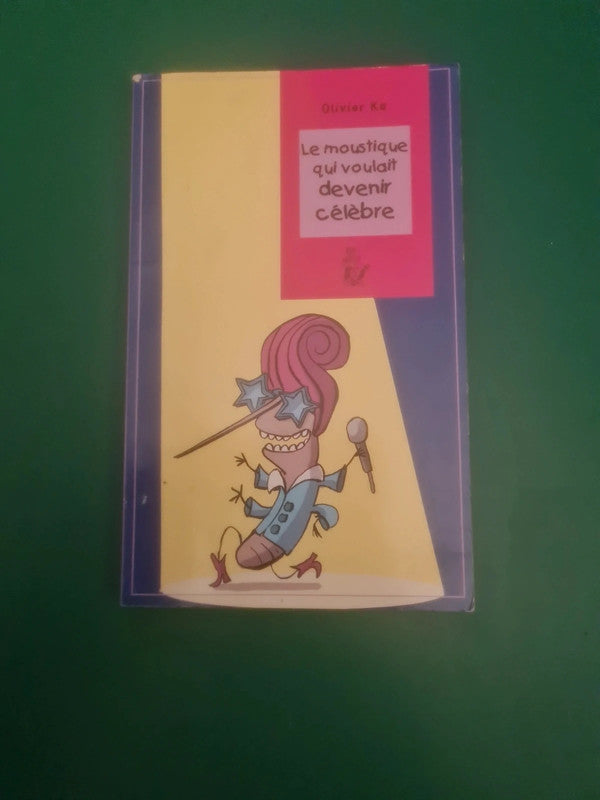 Olivier Ka
Le moustique
qui voulait
devenir
célèbre